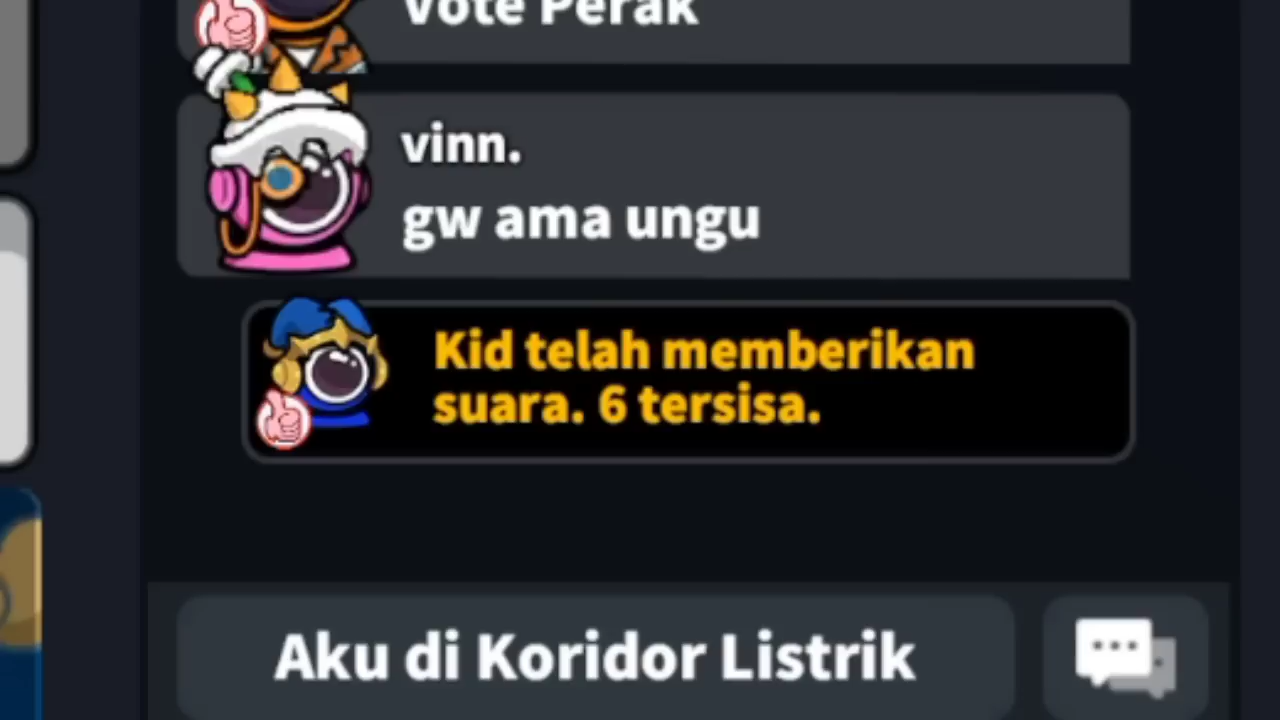 Vote Perak
vinn.
gw ama ungu
Kid telah memberikan
suara. 6 tersisa.
Aku di Koridor Listrik